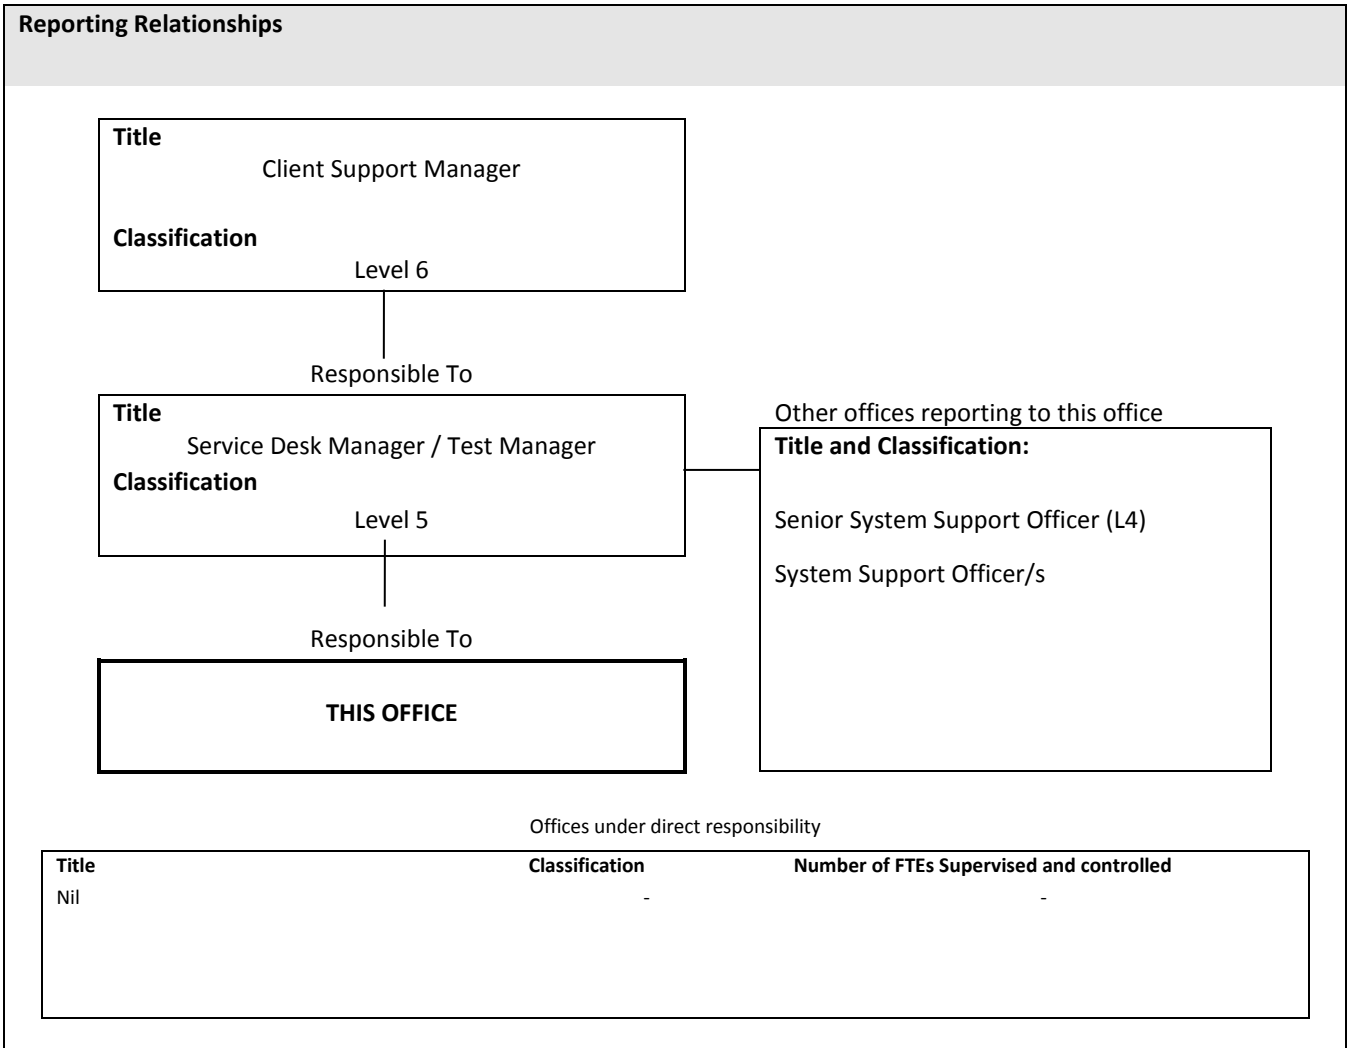 Reporting Relationships
Title
Client Support Manager
Classification
Level 6
Responsible To
Title
Service Desk Manager / Test Manager
Classification
Level 5
Other offices reporting to this office
Title and Classification:
Senior System Support Officer (L4)
System Support Officer/s
Responsible To
THIS OFFICE
Offices under direct responsibility
Title Classification Number of FTEs Supervised and controlled
Nil - -